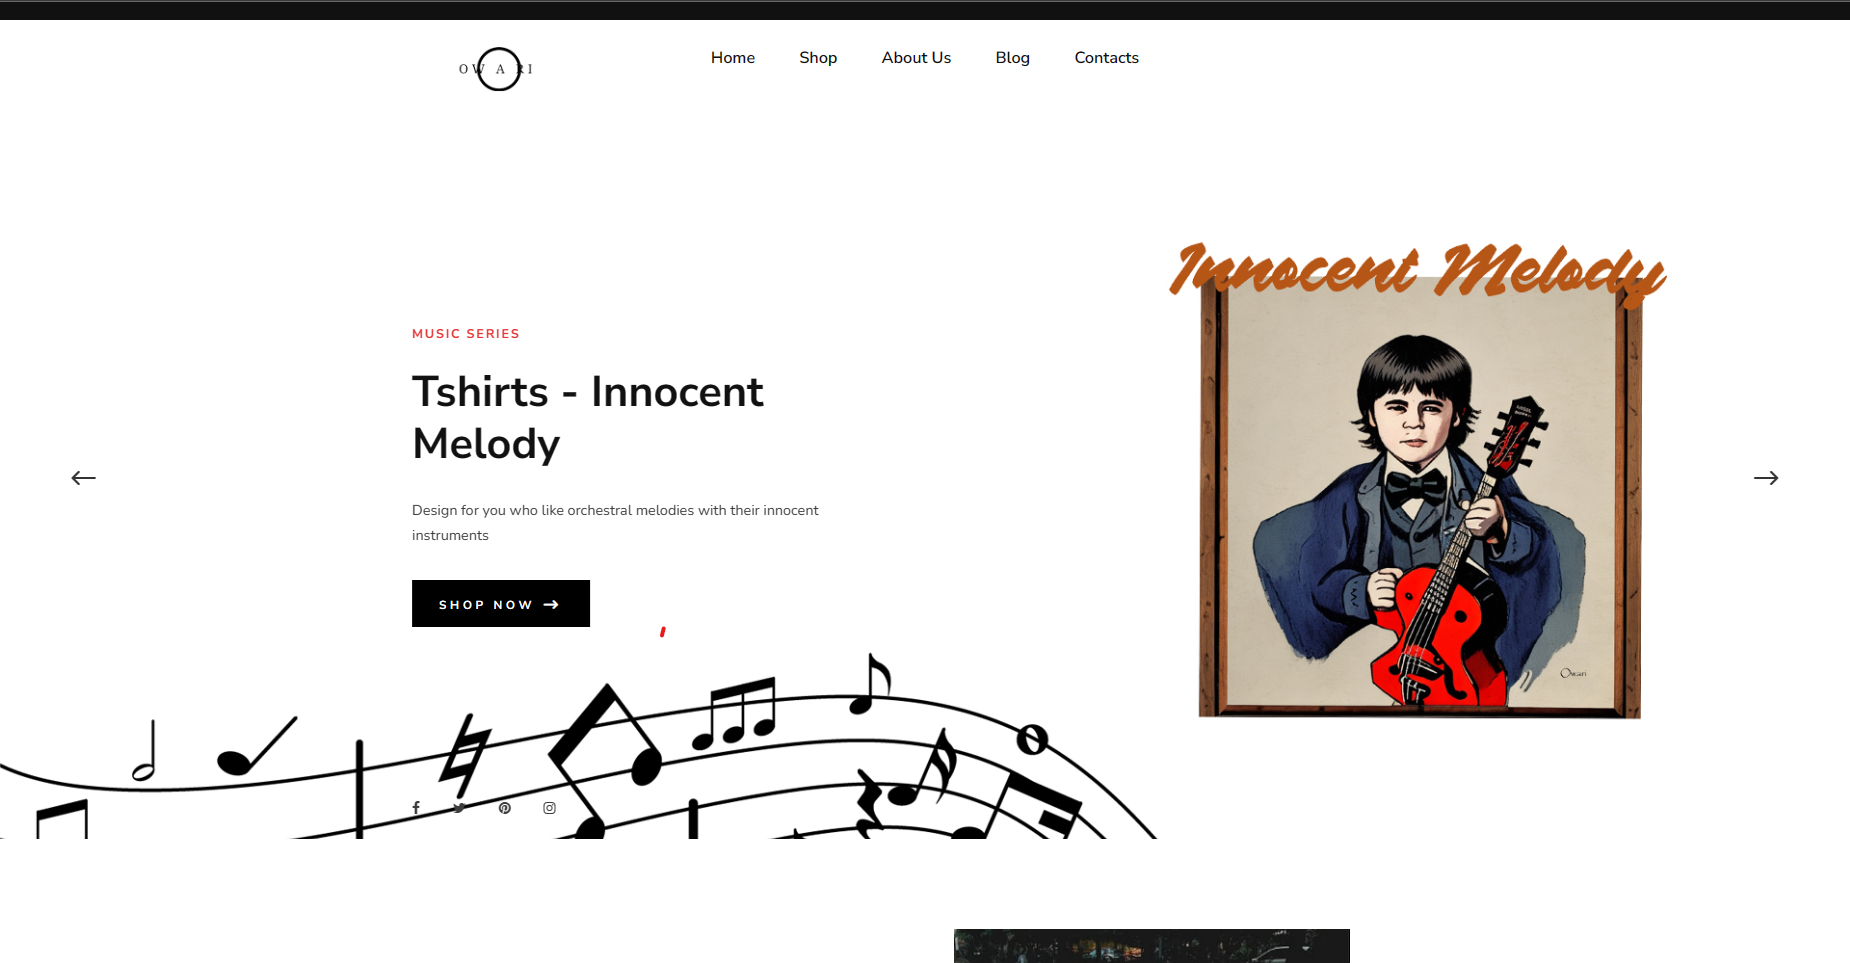 OWARI
Home Shop About Us Blog Contacts
Innocent Melody
MUSIC SERIES
Tshirts - Innocent
Melody
Design for you who like orchestral melodies with their innocent
instruments
SHOP NOW
Owari